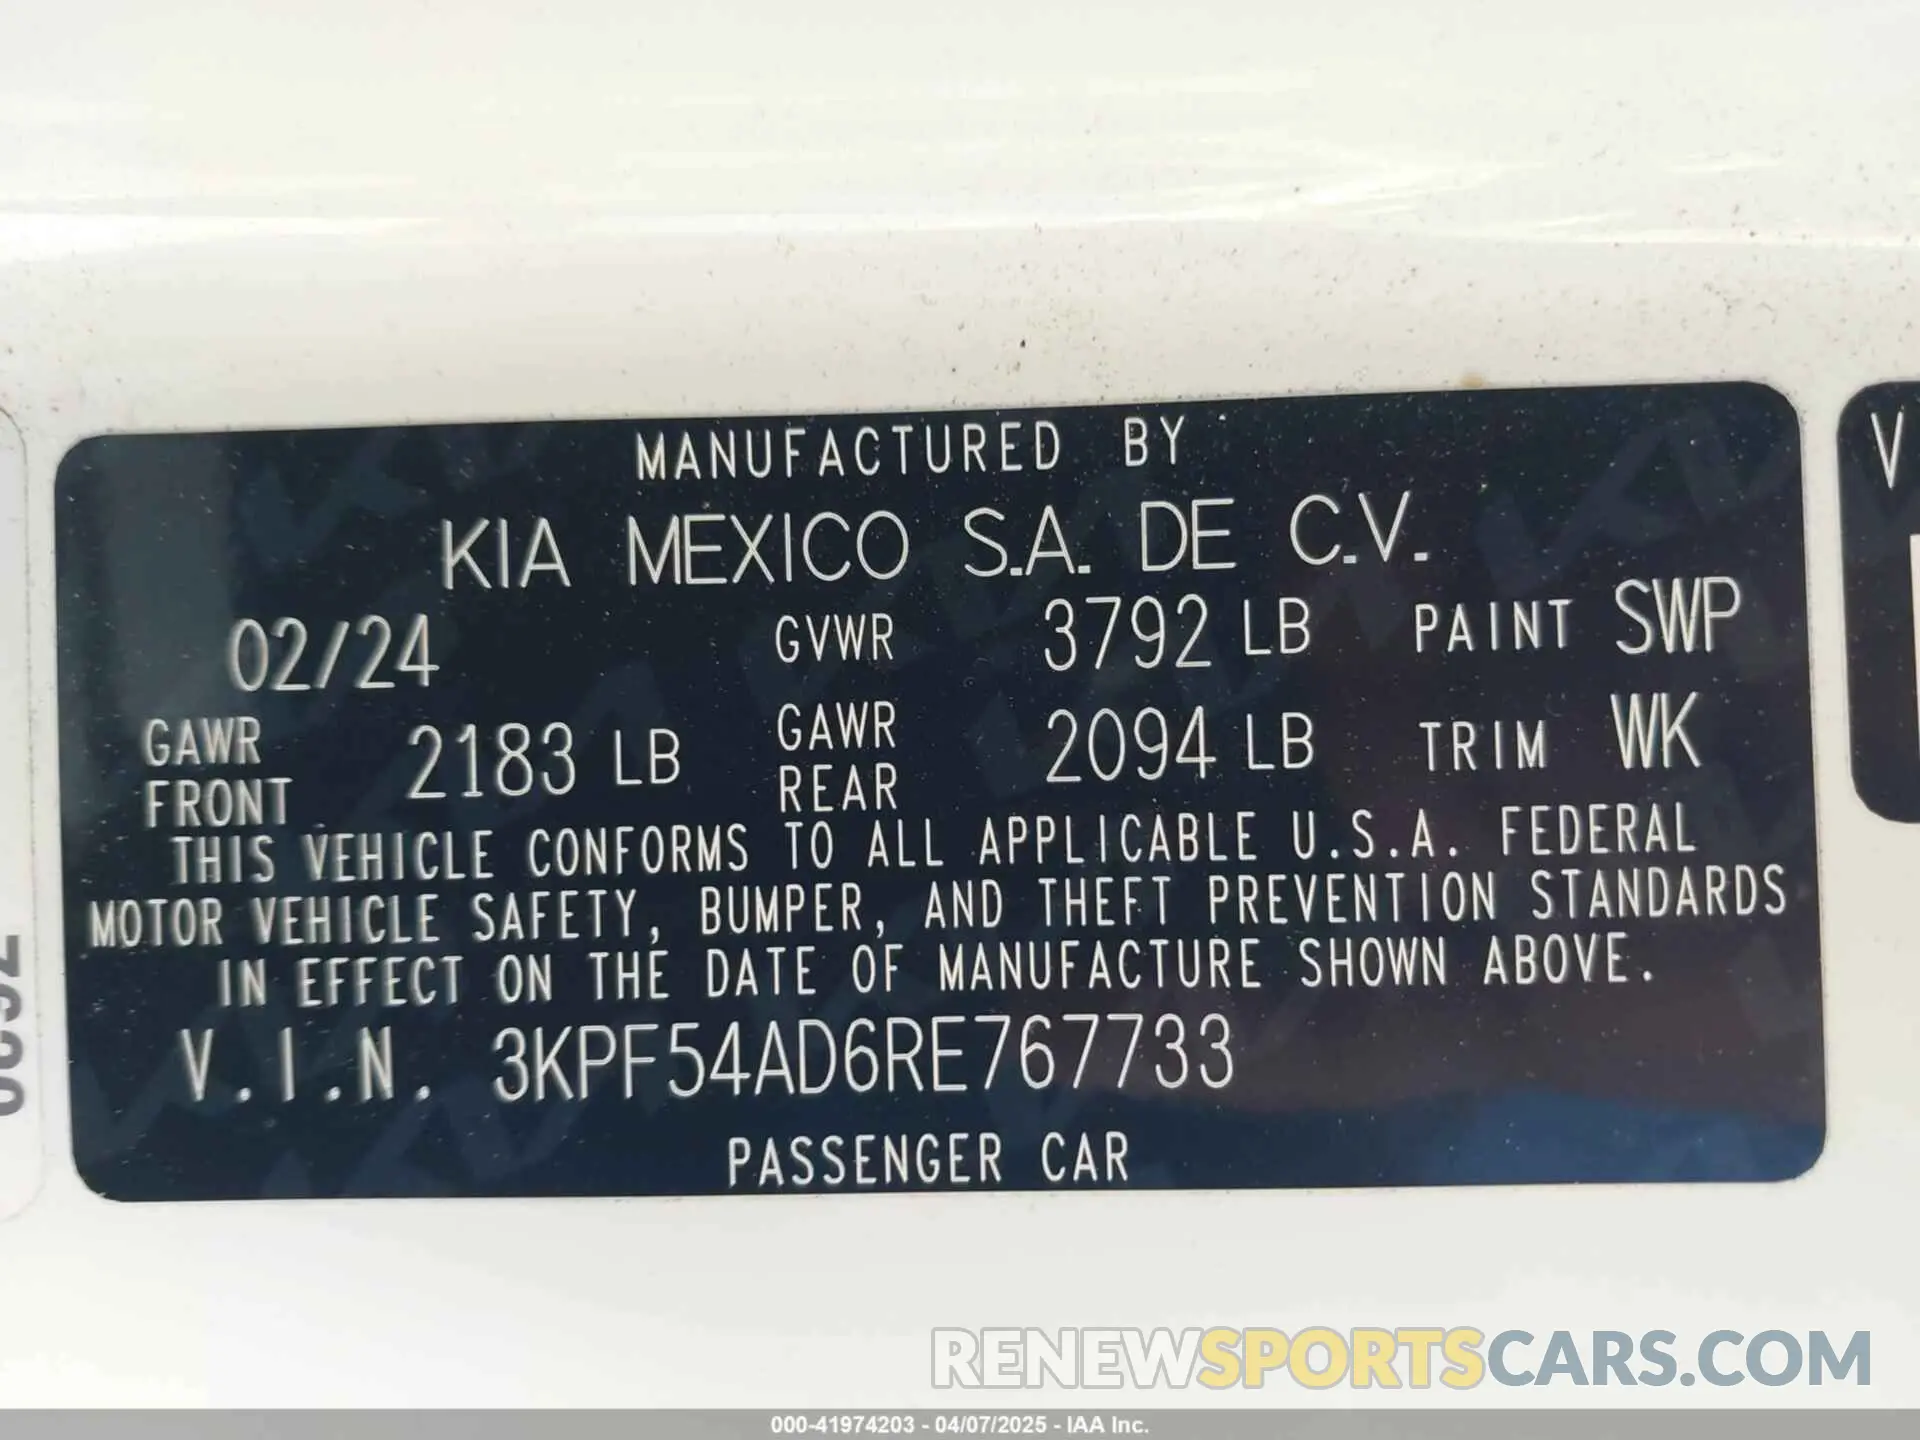 MANUFACTURED BY
KIA MEXICO S.A. DE C.V.
02/24 GVWR 3792 LB PAINT SWP
GAWR FRONT 2183 LB GAWR REAR 2094 LB TRIM WK
THIS VEHICLE CONFORMS TO ALL APPLICABLE U.S.A. FEDERAL
MOTOR VEHICLE SAFETY, BUMPER, AND THEFT PREVENTION STANDARDS
IN EFFECT ON THE DATE OF MANUFACTURE SHOWN ABOVE.
V.I.N. 3KPF54AD6RE767733
PASSENGER CAR
V
RENEWSPORTSCARS.COM
000-41974203 - 04/07/2025 - IAA Inc.